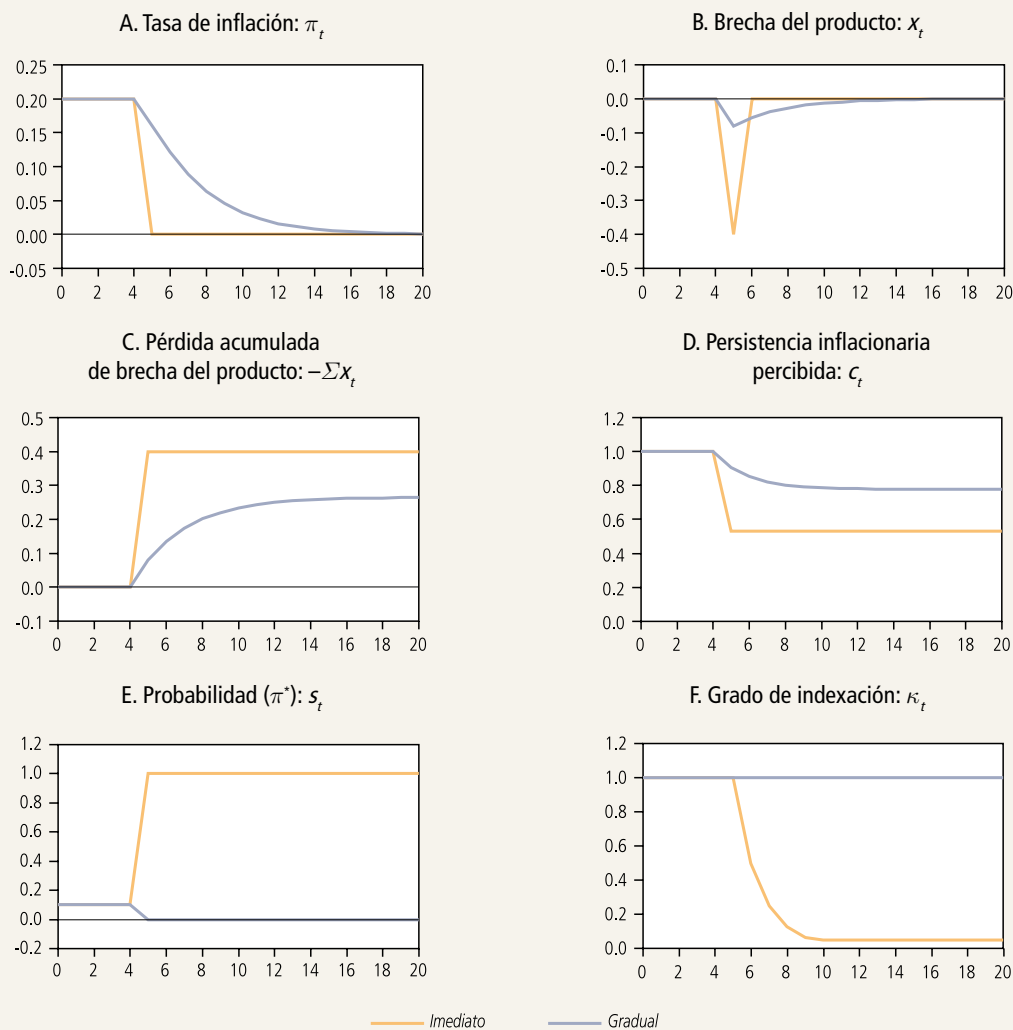 A. Tasa de inflación: πt
B. Brecha del producto: xt
0.25
0.20
0.15
0.10
0.05
0.00
-0.05
0 2 4 6 8 10 12 14 16 18 20
0.1
0.0
-0.1
-0.2
-0.3
-0.4
-0.5
0 2 4 6 8 10 12 14 16 18 20
C. Pérdida acumulada
de brecha del producto: –Σxt
D. Persistencia inflacionaria
percibida: ct
0.5
0.4
0.3
0.2
0.1
0.0
-0.1
0 2 4 6 8 10 12 14 16 18 20
1.2
1.0
0.8
0.6
0.4
0.2
0.0
0 2 4 6 8 10 12 14 16 18 20
E. Probabilidad (π*): st
F. Grado de indexación: κt
1.2
1.0
0.8
0.6
0.4
0.2
0.0
-0.2
0 2 4 6 8 10 12 14 16 18 20
1.2
1.0
0.8
0.6
0.4
0.2
0.0
0 2 4 6 8 10 12 14 16 18 20
Imediato
Gradual